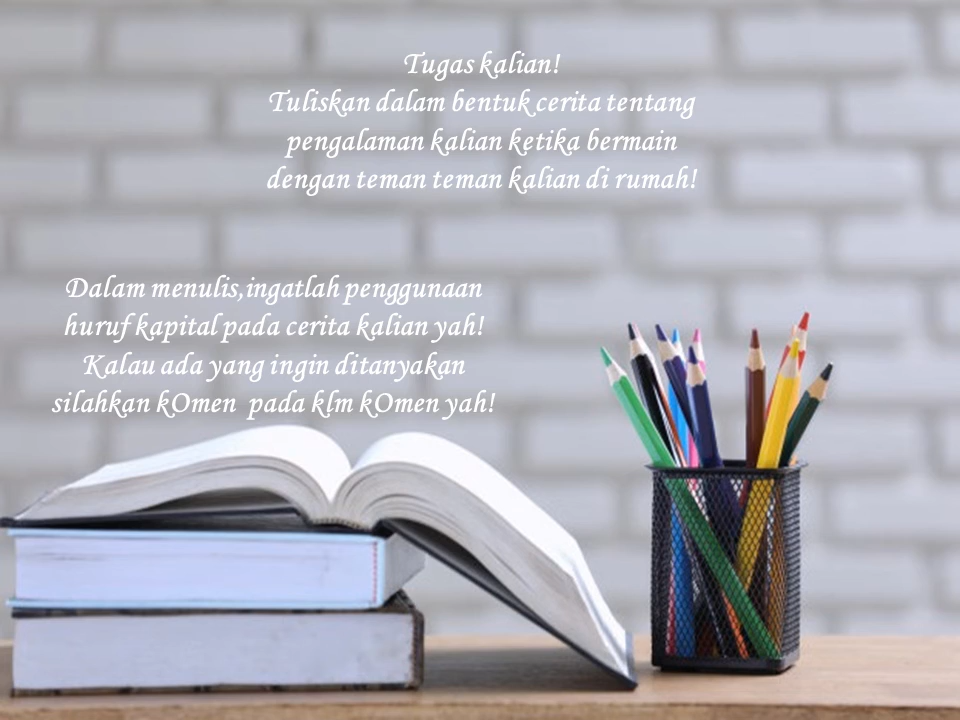 Tugas kalian!
Tuliskan dalam bentuk cerita tentang
pengalaman kalian ketika bermain
dengan teman teman kalian di rumah!
Dalam menulis,ingatlah penggunaan
huruf kapital pada cerita kalian yah!
Kalau ada yang ingin ditanyakan
silahkan kOmen pada klm kOmen yah!